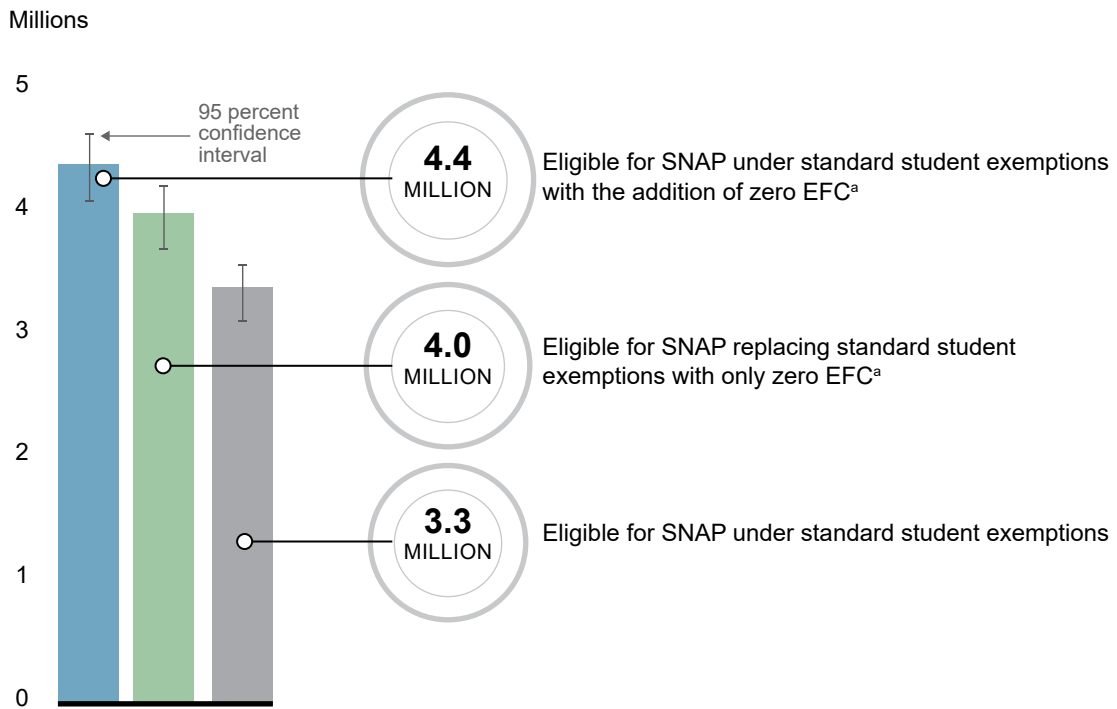 Millions
5
95 percent
confidence
interval
4.4
MILLION
Eligible for SNAP under standard student exemptions
with the addition of zero EFCᵃ
4
3
4.0
MILLION
Eligible for SNAP replacing standard student
exemptions with only zero EFCᵃ
2
3.3
MILLION
Eligible for SNAP under standard student exemptions
1
0